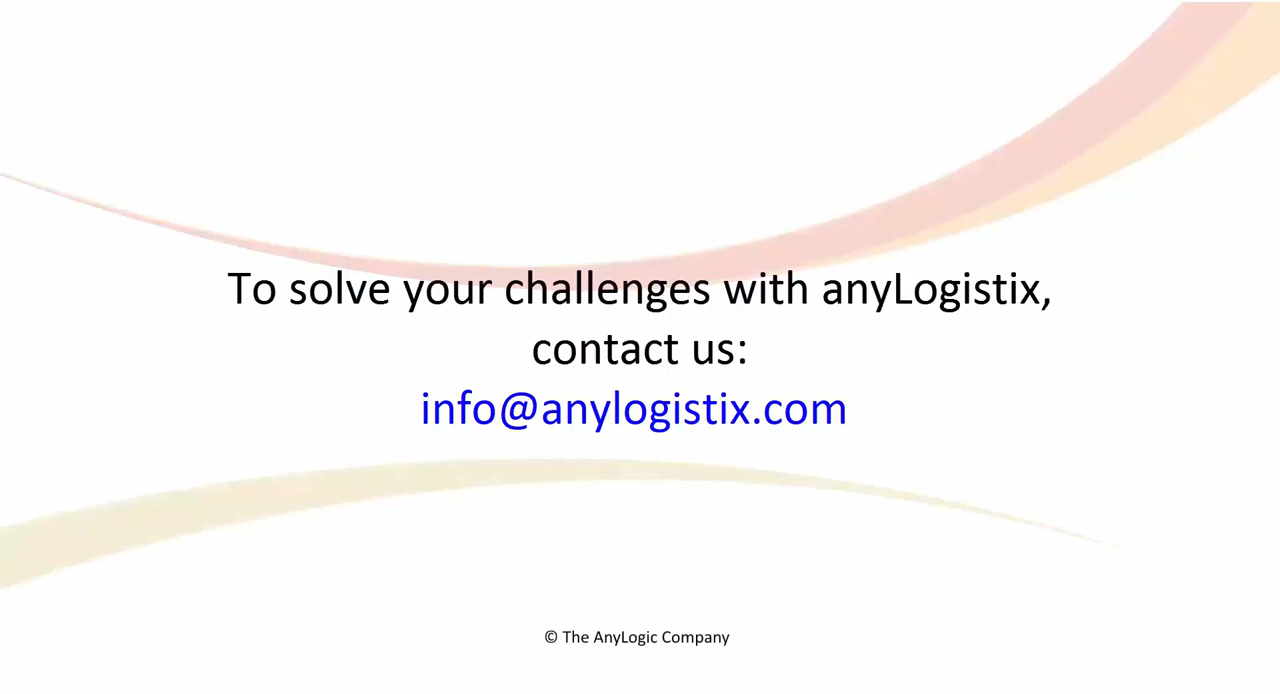 To solve your challenges with anyLogistix,
contact us:
info@anylogistix.com
© The AnyLogic Company